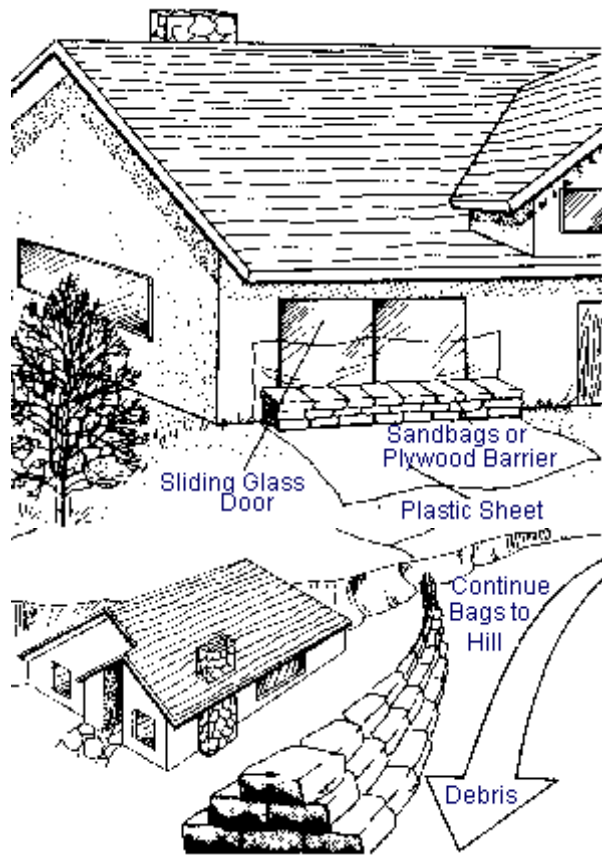 Sandbags or
Plywood Barrier
Sliding Glass
Door
Plastic Sheet
Continue
Bags to
Hill
Debris